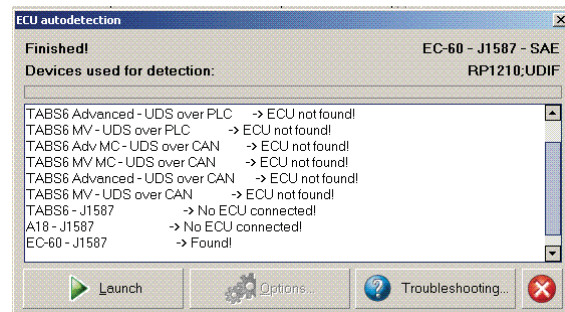 ECU autodetection
Finished! EC-60 - J1587 - SAE
Devices used for detection: RP1210;UDIF
TABS6 Advanced - UDS over PLC -> ECU not found!
TABS6 MV - UDS over PLC -> ECU not found!
TABS6 Adv MC - UDS over CAN -> ECU not found!
TABS6 MV MC - UDS over CAN -> ECU not found!
TABS6 Advanced - UDS over CAN -> ECU not found!
TABS6 MV - UDS over CAN -> ECU not found!
TABS6 - J1587 -> No ECU connected!
A18 - J1587 -> No ECU connected!
EC-60 - J1587 -> Found!
Launch Options... Troubleshooting...